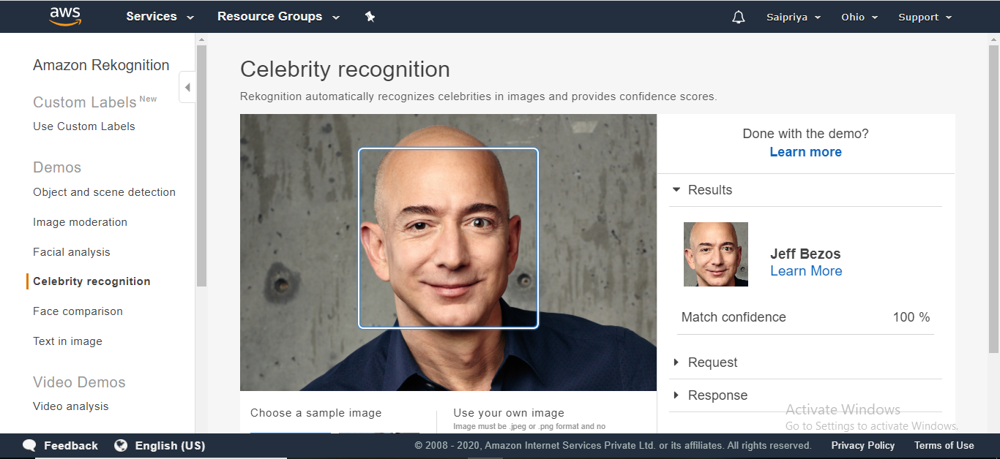 aws
Services
Resource Groups
Saipriya
Ohio
Support
Amazon Rekognition
Custom Labels New
Use Custom Labels
Demos
Object and scene detection
Image moderation
Facial analysis
Celebrity recognition
Face comparison
Text in image
Video Demos
Video analysis
Celebrity recognition
Rekognition automatically recognizes celebrities in images and provides confidence scores.
Choose a sample image
Use your own image
Image must be .jpeg or .png format and no
Done with the demo?
Learn more
Results
Jeff Bezos
Learn More
Match confidence 100 %
Request
Response
Activate Windows
Go to Settings to activate Windows.
Feedback
English (US)
© 2008 - 2020, Amazon Internet Services Private Ltd. or its affiliates. All rights reserved.
Privacy Policy
Terms of Use